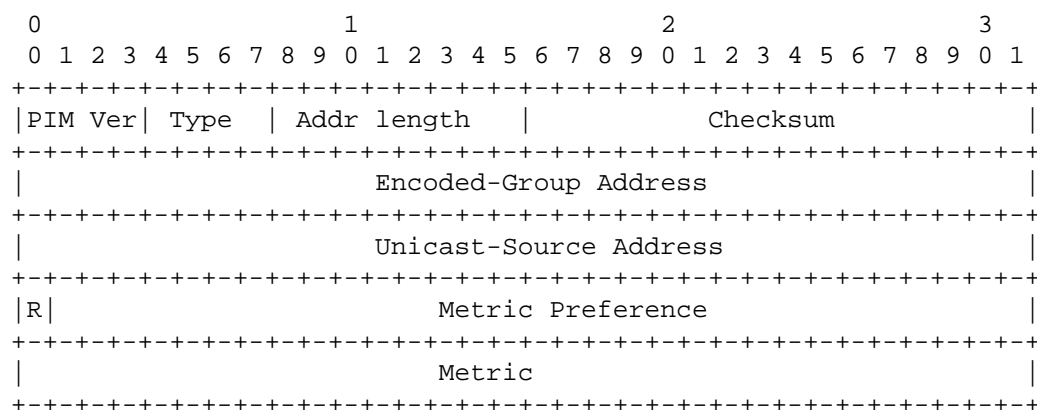 0                   1                   2                   3
 0 1 2 3 4 5 6 7 8 9 0 1 2 3 4 5 6 7 8 9 0 1 2 3 4 5 6 7 8 9 0 1
+-+-+-+-+-+-+-+-+-+-+-+-+-+-+-+-+-+-+-+-+-+-+-+-+-+-+-+-+-+-+-+-+
|PIM Ver| Type  | Addr length   |           Checksum            |
+-+-+-+-+-+-+-+-+-+-+-+-+-+-+-+-+-+-+-+-+-+-+-+-+-+-+-+-+-+-+-+-+
|                      Encoded-Group Address                    |
+-+-+-+-+-+-+-+-+-+-+-+-+-+-+-+-+-+-+-+-+-+-+-+-+-+-+-+-+-+-+-+-+
|                      Unicast-Source Address                   |
+-+-+-+-+-+-+-+-+-+-+-+-+-+-+-+-+-+-+-+-+-+-+-+-+-+-+-+-+-+-+-+-+
|R|                        Metric Preference                    |
+-+-+-+-+-+-+-+-+-+-+-+-+-+-+-+-+-+-+-+-+-+-+-+-+-+-+-+-+-+-+-+-+
|                          Metric                               |
+-+-+-+-+-+-+-+-+-+-+-+-+-+-+-+-+-+-+-+-+-+-+-+-+-+-+-+-+-+-+-+-+